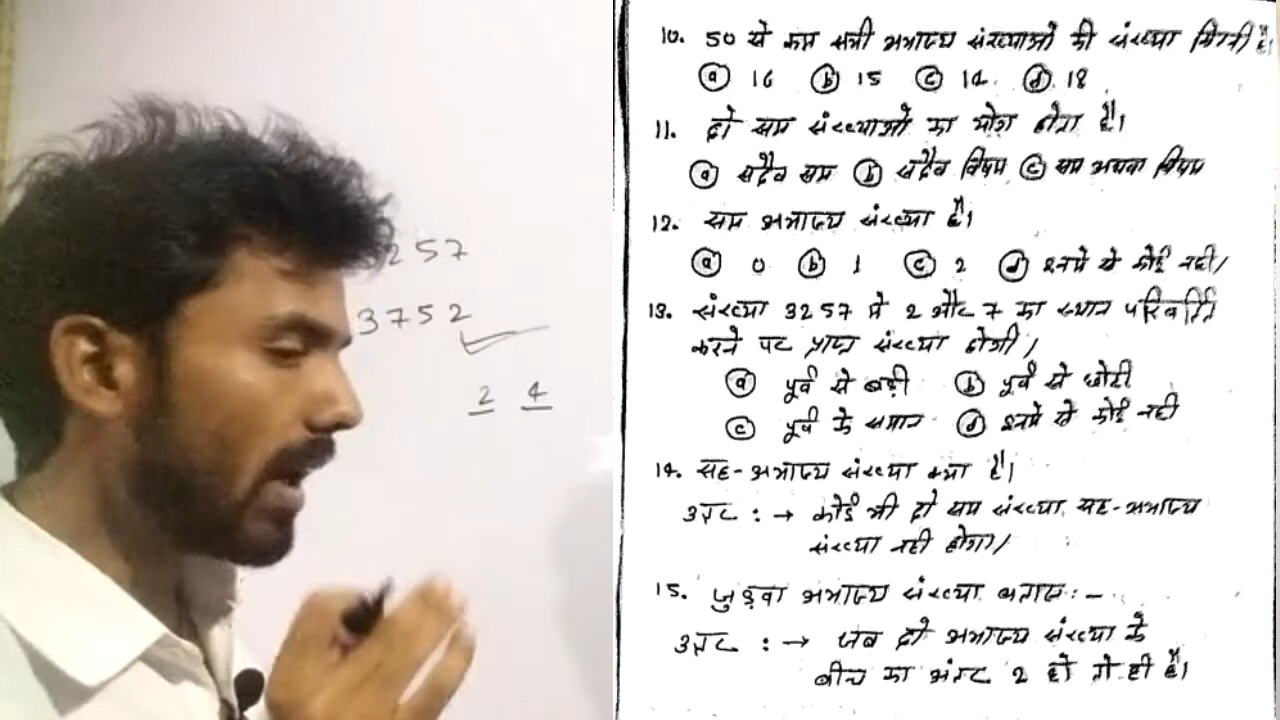 3257
3752
2 4
10. 50 से कम सभी अभाज्य संख्याओं की संख्या कितनी है।
ⓐ 16 ⓑ 15 ⓒ 14 ⓓ 18
11. दो सम संख्याओं का योग होता है।
ⓐ सदैव सम ⓑ सदैव विषम ⓒ सम अथवा विषम
12. सम अभाज्य संख्या है।
ⓐ 0 ⓑ 1 ⓒ 2 ⓓ इनमे से कोई नही।
13. संख्या 3257 मे 2 और 7 का स्थान परिवर्तित
करने पर प्राप्त संख्या होगी।
ⓐ पूर्व से बड़ी ⓑ पूर्व से छोटी
ⓒ पूर्व के समान ⓓ इनमे से कोई नही
14. सह-अभाज्य संख्या क्या है।
उत्तर :→ कोई भी दो सम संख्या सह-अभाज्य
संख्या नही होगा।
15. जुड़वा अभाज्य संख्या बताए:-
उत्तर :→ जब दो अभाज्य संख्या के
बीच का अंतर 2 हो तो ही है।